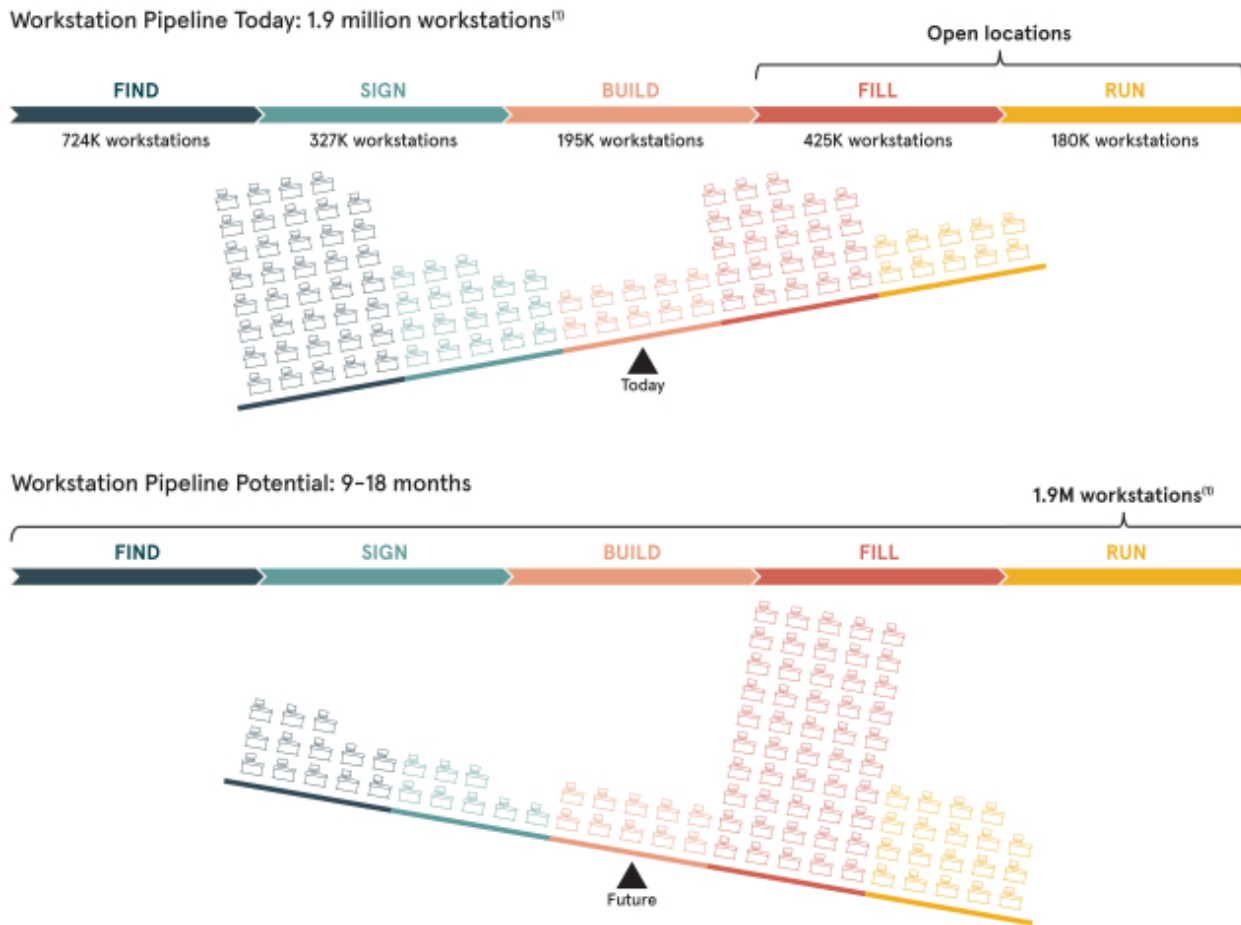 Workstation Pipeline Today: 1.9 million workstations⁽¹⁾
Open locations
FIND SIGN BUILD FILL RUN
724K workstations 327K workstations 195K workstations 425K workstations 180K workstations
Today
Workstation Pipeline Potential: 9–18 months
1.9M workstations⁽¹⁾
FIND SIGN BUILD FILL RUN
Future